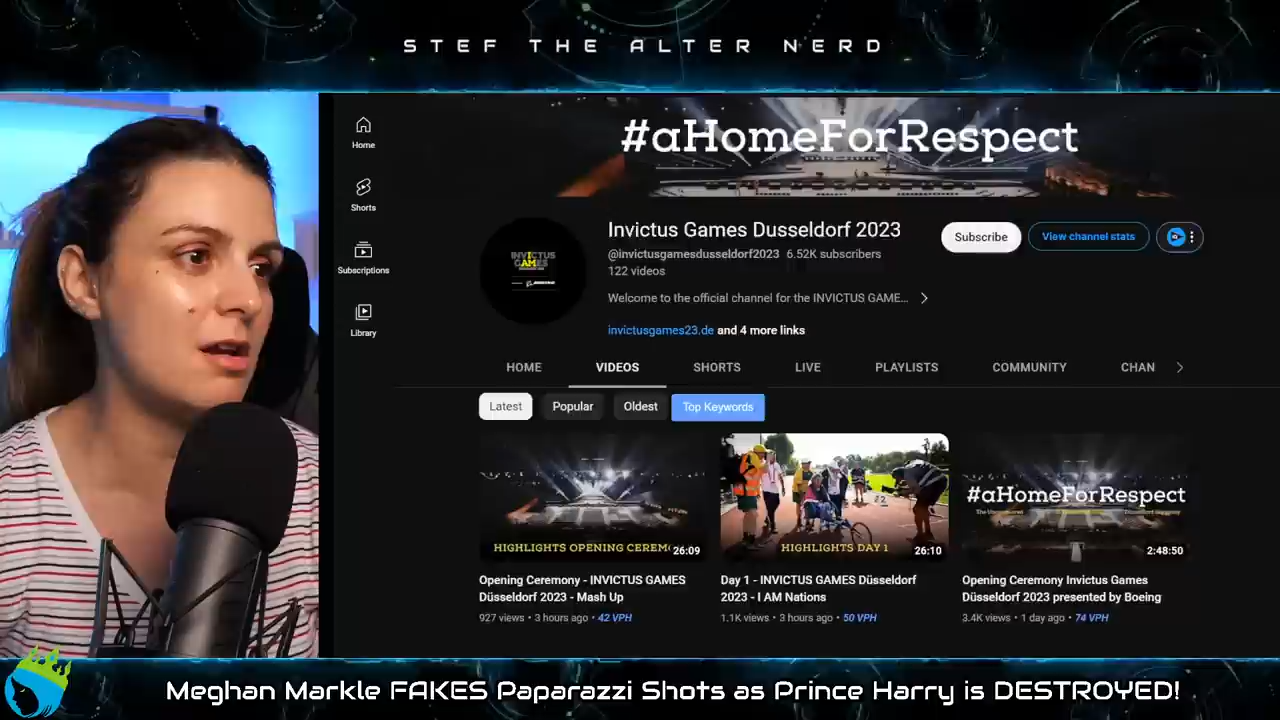 STEF THE ALTER NERD
#aHomeForRespect
Home
Shorts
Subscriptions
Library
INVICTUS
GAMES
Invictus Games Dusseldorf 2023
@invictusgamesdusseldorf2023 6.52K subscribers
122 videos
Welcome to the official channel for the INVICTUS GAME...
invictusgames23.de and 4 more links
Subscribe
View channel stats
HOME
VIDEOS
SHORTS
LIVE
PLAYLISTS
COMMUNITY
CHAN
Latest
Popular
Oldest
Top Keywords
HIGHLIGHTS OPENING CEREM
26:09
HIGHLIGHTS DAY 1
26:10
#aHomeForRespect
2:48:50
Opening Ceremony - INVICTUS GAMES
Düsseldorf 2023 - Mash Up
927 views • 3 hours ago • 42 VPH
Day 1 - INVICTUS GAMES Düsseldorf
2023 - I AM Nations
1.1K views • 3 hours ago • 50 VPH
Opening Ceremony Invictus Games
Düsseldorf 2023 presented by Boeing
3.4K views • 1 day ago • 74 VPH
Meghan Markle FAKES Paparazzi Shots as Prince Harry is DESTROYED!